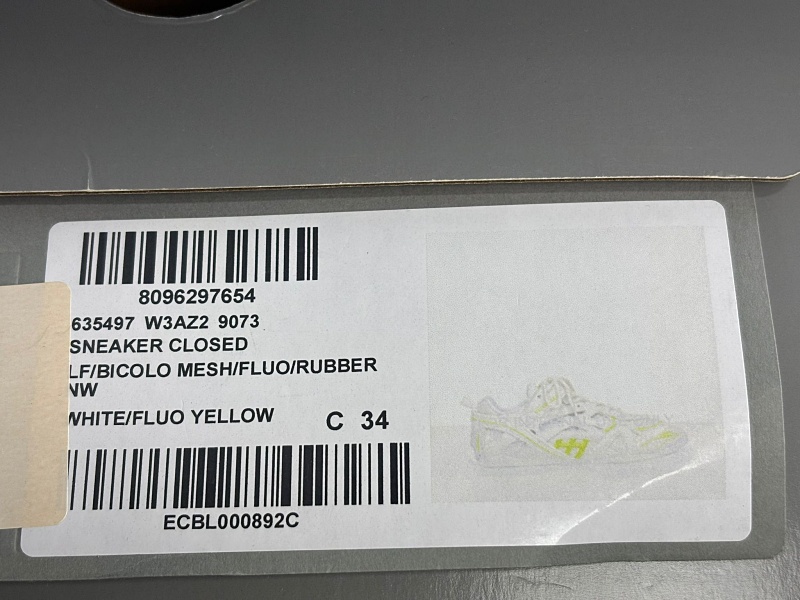 8096297654
635497 W3AZ2 9073
SNEAKER CLOSED
LF/BICOLO MESH/FLUO/RUBBER
NW
WHITE/FLUO YELLOW C 34
ECBL000892C